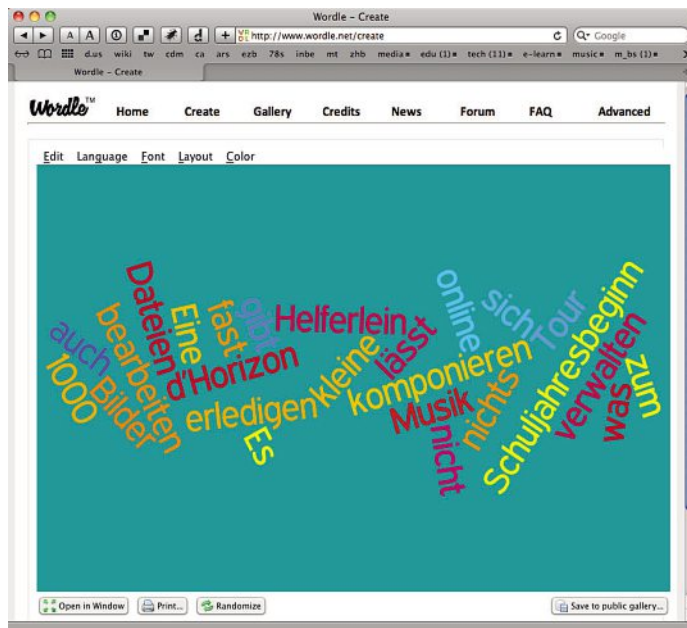 Wordle – Create
A A
http://www.wordle.net/create
Google
d.us wiki tw cdm ca ars ezb 78s inbe mt zhb media edu (1) tech (11) e-learn music m_bs (1)
Wordle – Create
Wordle™ Home Create Gallery Credits News Forum FAQ Advanced
Edit Language Font Layout Color
auch
1000
Bilder
bearbeiten
Dateien
Eine
fast
gibt
d'Horizon
Helferlein
erledigen
Es
kleine
lässt
komponieren
online
sich
Tour
Musik
nicht
nichts
Schuljahresbeginn
verwalten
was
zum
Open in Window Print... Randomize Save to public gallery...